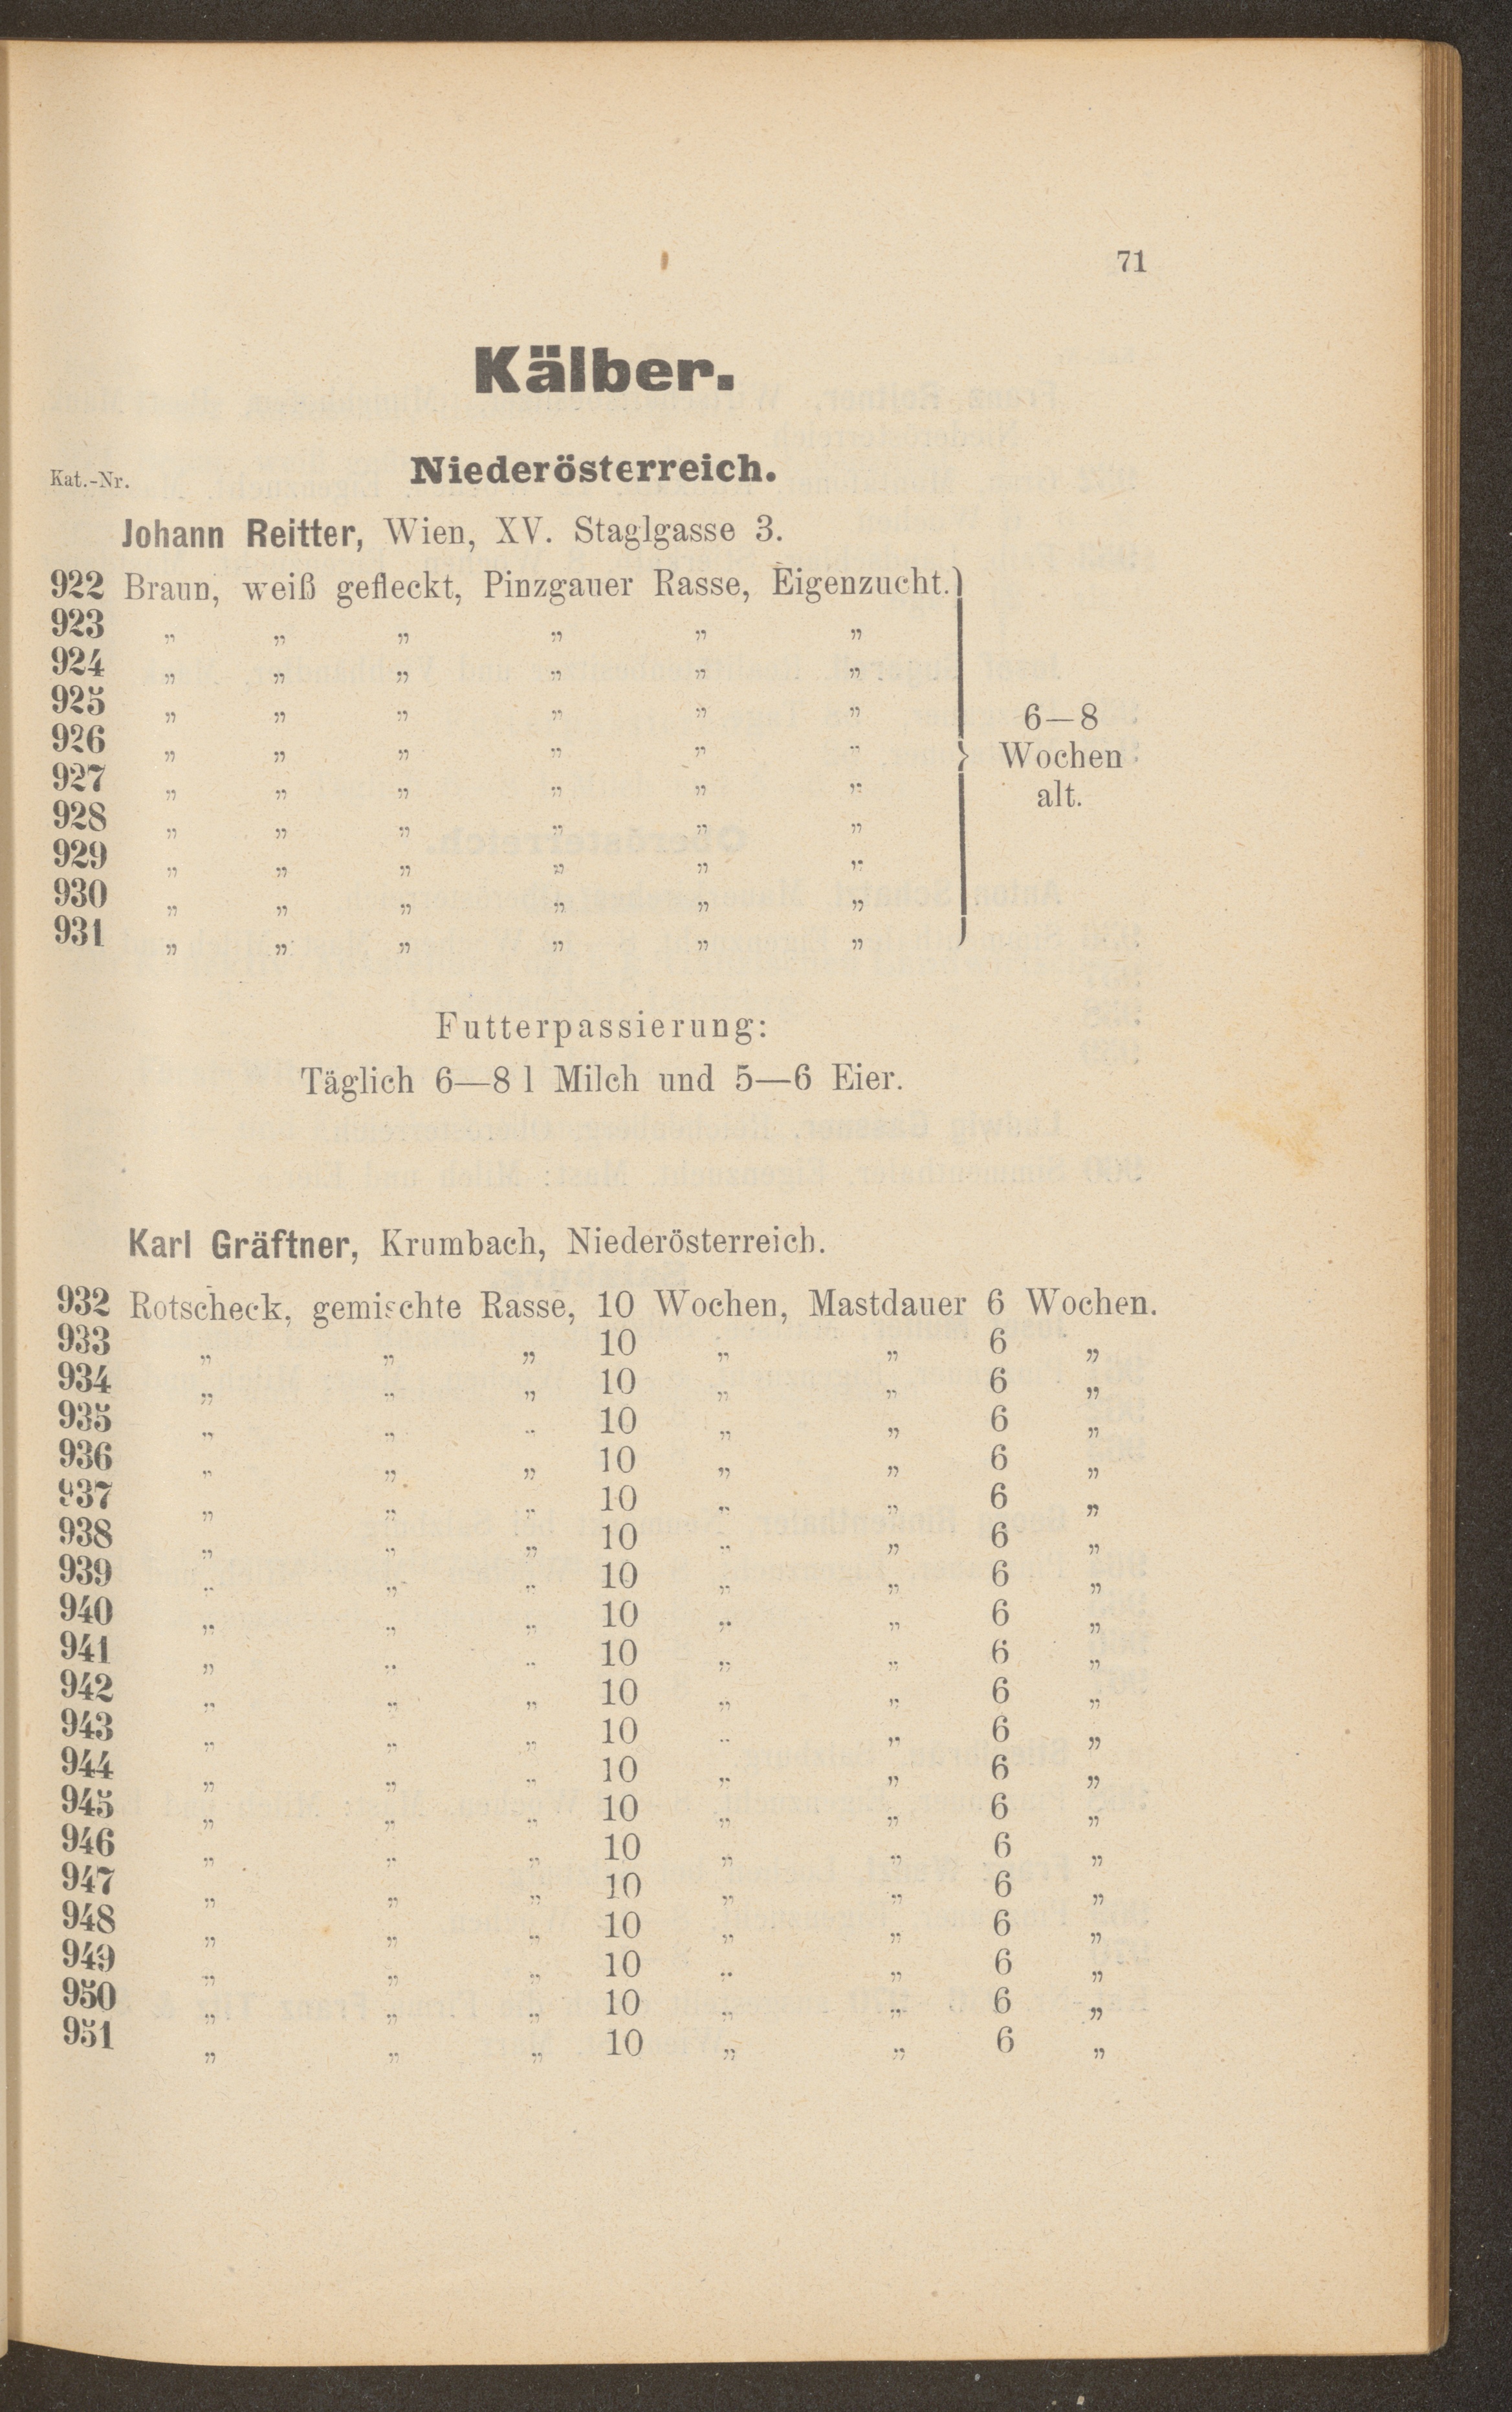 71
Kälber.
Kat.-Nr. Niederösterreich.
Johann Reitter, Wien, XV. Staglgasse 3.
922 Braun, weiß gefleckt, Pinzgauer Rasse, Eigenzucht.
923 „ „ „ „ „ „
924 „ „ „ „ „ „
925 „ „ „ „ „ „ 6—8
926 „ „ „ „ „ „ Wochen
927 „ „ „ „ „ „ alt.
928 „ „ „ „ „ „
929 „ „ „ „ „ „
930 „ „ „ „ „ „
931 „ „ „ „ „ „
Futterpassierung:
Täglich 6—8 l Milch und 5—6 Eier.
Karl Gräftner, Krumbach, Niederösterreich.
932 Rotscheck, gemischte Rasse, 10 Wochen, Mastdauer 6 Wochen.
933 „ „ „ 10 „ „ 6 „
934 „ „ „ 10 „ „ 6 „
935 „ „ „ 10 „ „ 6 „
936 „ „ „ 10 „ „ 6 „
937 „ „ „ 10 „ „ 6 „
938 „ „ „ 10 „ „ 6 „
939 „ „ „ 10 „ „ 6 „
940 „ „ „ 10 „ „ 6 „
941 „ „ „ 10 „ „ 6 „
942 „ „ „ 10 „ „ 6 „
943 „ „ „ 10 „ „ 6 „
944 „ „ „ 10 „ „ 6 „
945 „ „ „ 10 „ „ 6 „
946 „ „ „ 10 „ „ 6 „
947 „ „ „ 10 „ „ 6 „
948 „ „ „ 10 „ „ 6 „
949 „ „ „ 10 „ „ 6 „
950 „ „ „ 10 „ „ 6 „
951 „ „ „ 10 „ „ 6 „